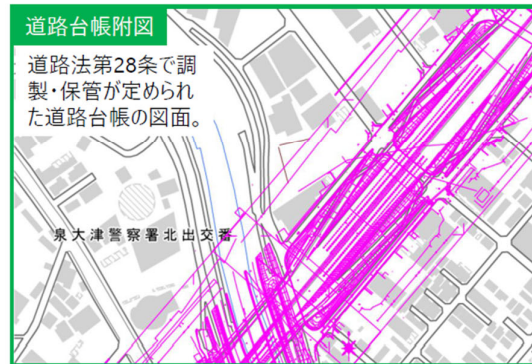 道路台帳附図
道路法第28条で調
製・保管が定められ
た道路台帳の図面。
泉大津警察署北出交番